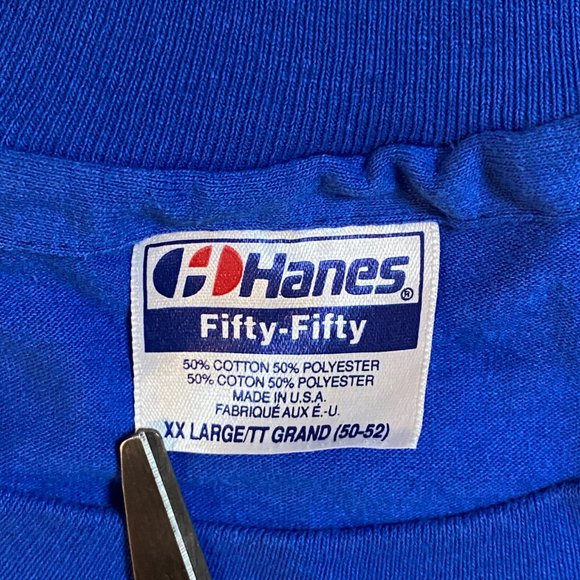 Hanes®
Fifty-Fifty
50% COTTON 50% POLYESTER
50% COTON 50% POLYESTER
MADE IN U.S.A.
FABRIQUÉ AUX É.-U.
XX LARGE/TT GRAND (50-52)